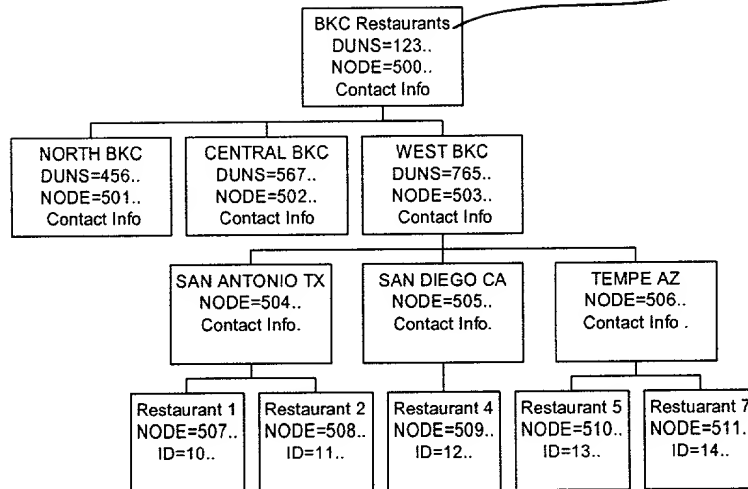 BKC Restaurants
DUNS=123..
NODE=500..
Contact Info
NORTH BKC
DUNS=456..
NODE=501..
Contact Info
CENTRAL BKC
DUNS=567..
NODE=502..
Contact Info
WEST BKC
DUNS=765..
NODE=503..
Contact Info
SAN ANTONIO TX
NODE=504..
Contact Info.
SAN DIEGO CA
NODE=505..
Contact Info.
TEMPE AZ
NODE=506..
Contact Info .
Restaurant 1
NODE=507..
ID=10..
Restaurant 2
NODE=508..
ID=11..
Restaurant 4
NODE=509..
ID=12..
Restaurant 5
NODE=510..
ID=13..
Restuarant 7
NODE=511..
ID=14..